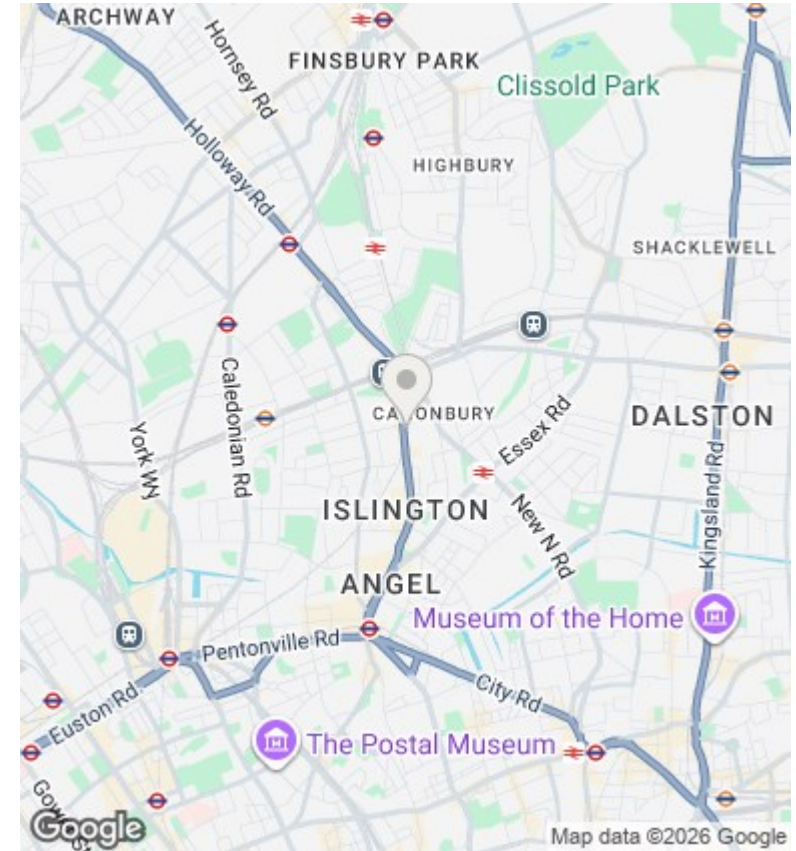 ARCHWAY
Hornsey Rd
FINSBURY PARK
Clissold Park
Holloway Rd
HIGHBURY
SHACKLEWELL
Caledonian Rd
York Wy
CANONBURY
Essex Rd
DALSTON
ISLINGTON
New N Rd
Kingsland Rd
ANGEL
Museum of the Home
Pentonville Rd
City Rd
Euston Rd
The Postal Museum
Google
Map data ©2026 Google